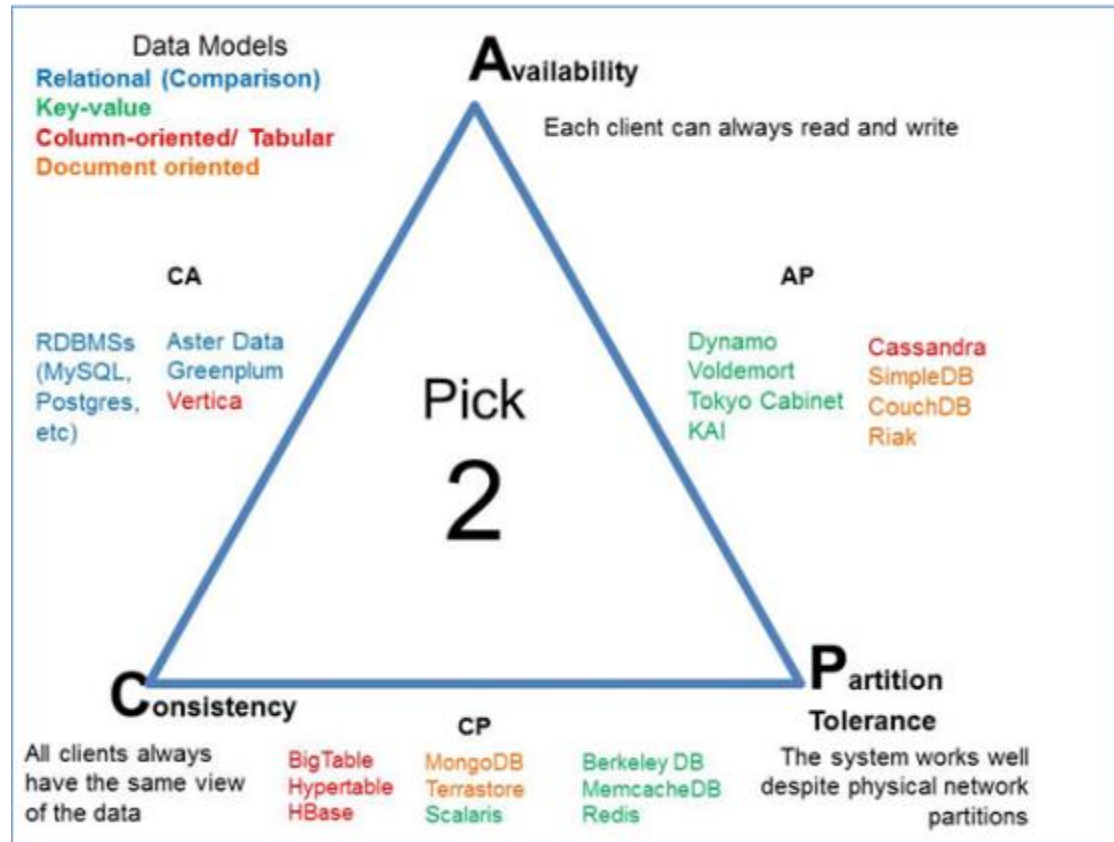 Data Models
Relational (Comparison)
Key-value
Column-oriented/ Tabular
Document oriented
Availability
Each client can always read and write
CA
RDBMSs
(MySQL,
Postgres,
etc)
Aster Data
Greenplum
Vertica
Pick
2
AP
Dynamo
Voldemort
Tokyo Cabinet
KAI
Cassandra
SimpleDB
CouchDB
Riak
Consistency
All clients always
have the same view
of the data
CP
BigTable
Hypertable
HBase
MongoDB
Terrastore
Scalaris
Berkeley DB
MemcacheDB
Redis
Partition
Tolerance
The system works well
despite physical network
partitions